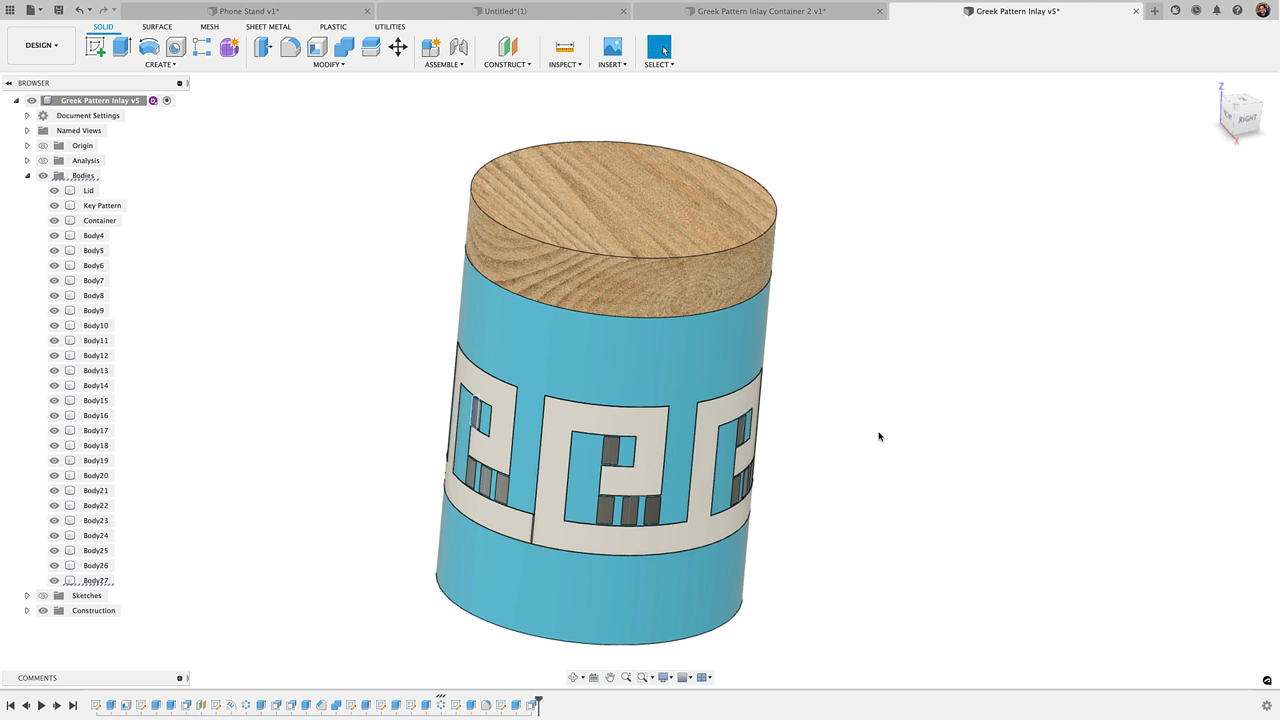 Phone Stand v1*
Untitled*(1)
Greek Pattern Inlay Container 2 v1*
Greek Pattern Inlay v5*
SOLID
SURFACE
MESH
SHEET METAL
PLASTIC
UTILITIES
DESIGN
CREATE
MODIFY
ASSEMBLE
CONSTRUCT
INSPECT
INSERT
SELECT
BROWSER
Greek Pattern Inlay v5
Document Settings
Named Views
Origin
Analysis
Bodies
Lid
Key Pattern
Container
Body4
Body5
Body6
Body7
Body8
Body9
Body10
Body11
Body12
Body13
Body14
Body15
Body16
Body17
Body18
Body19
Body20
Body21
Body22
Body23
Body24
Body25
Body26
Body27
Sketches
Construction
Z
RIGHT
X
COMMENTS